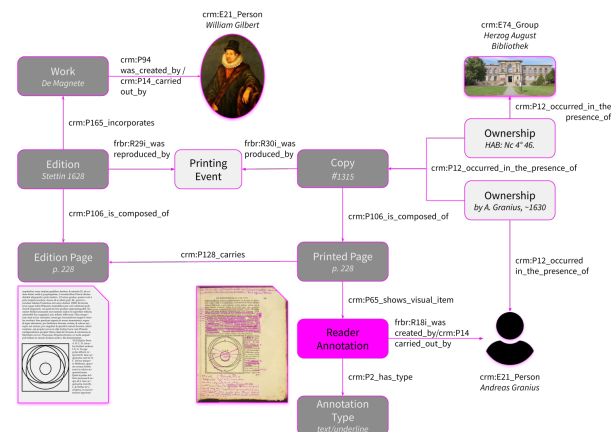 crm:E21_Person
William Gilbert
crm:E74_Group
Herzog August
Bibliothek
crm:P94
was_created_by /
crm:P14_carried
out_by
Work
De Magnete
crm:P12_occurred_in_the
presence_of
crm:P165_incorporates
Ownership
HAB: Nc 4° 46.
frbr:R29i_was
reproduced_by
frbr:R30i_was
produced_by
Edition
Stettin 1628
Printing
Event
Copy
#1315
crm:P12_occurred_in_the_presence_of
Ownership
by A. Granius, ~1630
crm:P106_is_composed_of
crm:P106_is_composed_of
crm:P128_carries
Edition Page
p. 228
Printed Page
p. 228
crm:P12_occurred
in_the_presence_of
crm:P65_shows_visual_item
Reader
Annotation
frbr:R18i_was
created_by/crm:P14
carried_out_by
crm:P2_has_type
crm:E21_Person
Andreas Granius
Annotation
Type
text/underline